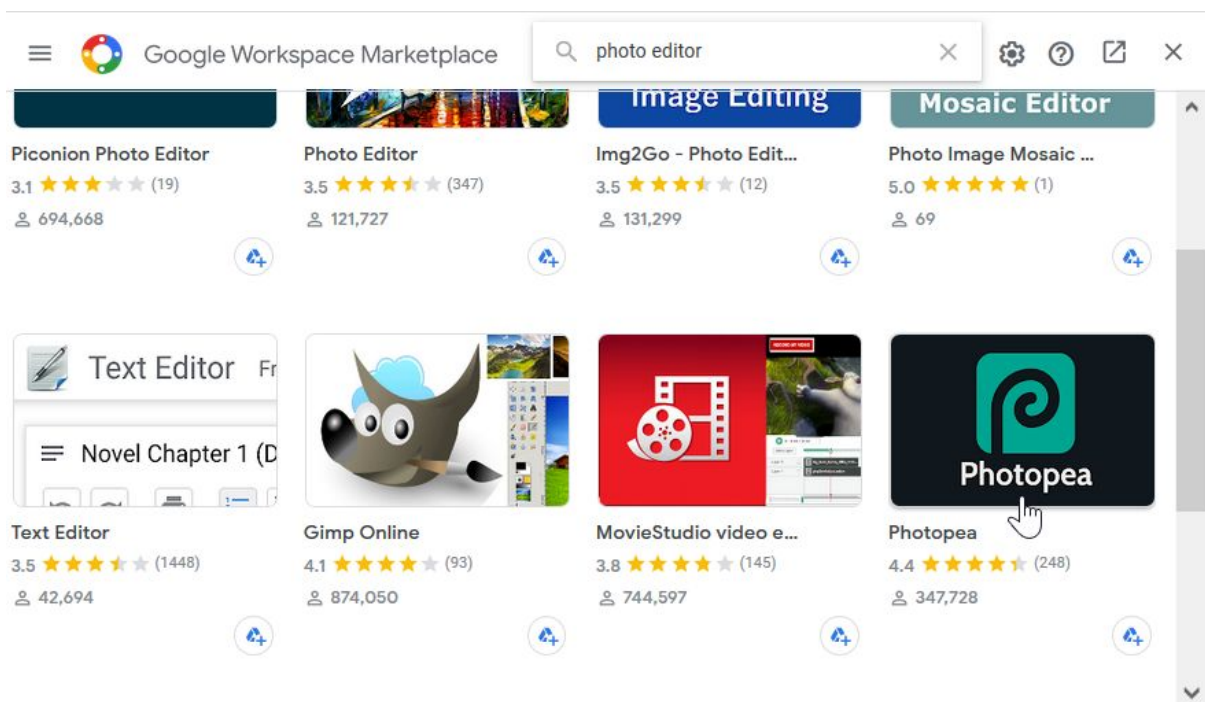 Google Workspace Marketplace
photo editor
Image Editing
Mosaic Editor
Piconion Photo Editor
3.1 (19)
694,668
Photo Editor
3.5 (347)
121,727
Img2Go - Photo Edit...
3.5 (12)
131,299
Photo Image Mosaic ...
5.0 (1)
69
Text Editor Fr
Novel Chapter 1 (D
Photopea
Text Editor
3.5 (1448)
42,694
Gimp Online
4.1 (93)
874,050
MovieStudio video e...
3.8 (145)
744,597
Photopea
4.4 (248)
347,728